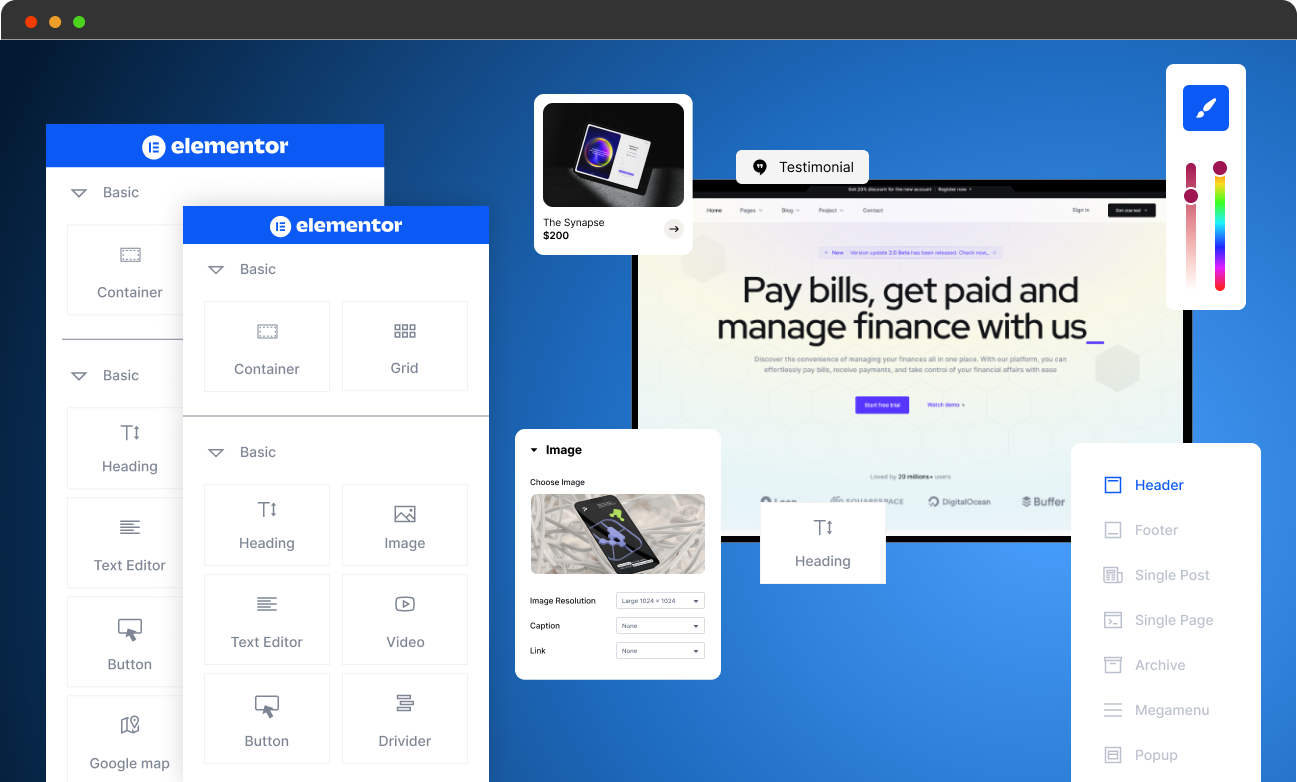 elementor
Basic
Container
Basic
Heading
Text Editor
Button
Google map
elementor
Basic
Container
Grid
Basic
Heading
Image
Text Editor
Video
Button
Drivider
The Synapse
$200
Testimonial
Get 20% discount for the new account
Register now
Home
Pages
Blog
Project
Contact
Sign in
Get started
New
Version update 2.0 Beta has been released. Check now_
Pay bills, get paid and
manage finance with us_
Discover the convenience of managing your finances all in one place. With our platform, you can
effortlessly pay bills, receive payments, and take control of your financial affairs with ease
Start free trial
Watch demo
Loved by 20 millions+ users
SQUARESPACE
DigitalOcean
Buffer
Heading
Image
Choose Image
Image Resolution
Large 1024 × 1024
Caption
None
Link
None
Header
Footer
Single Post
Single Page
Archive
Megamenu
Popup